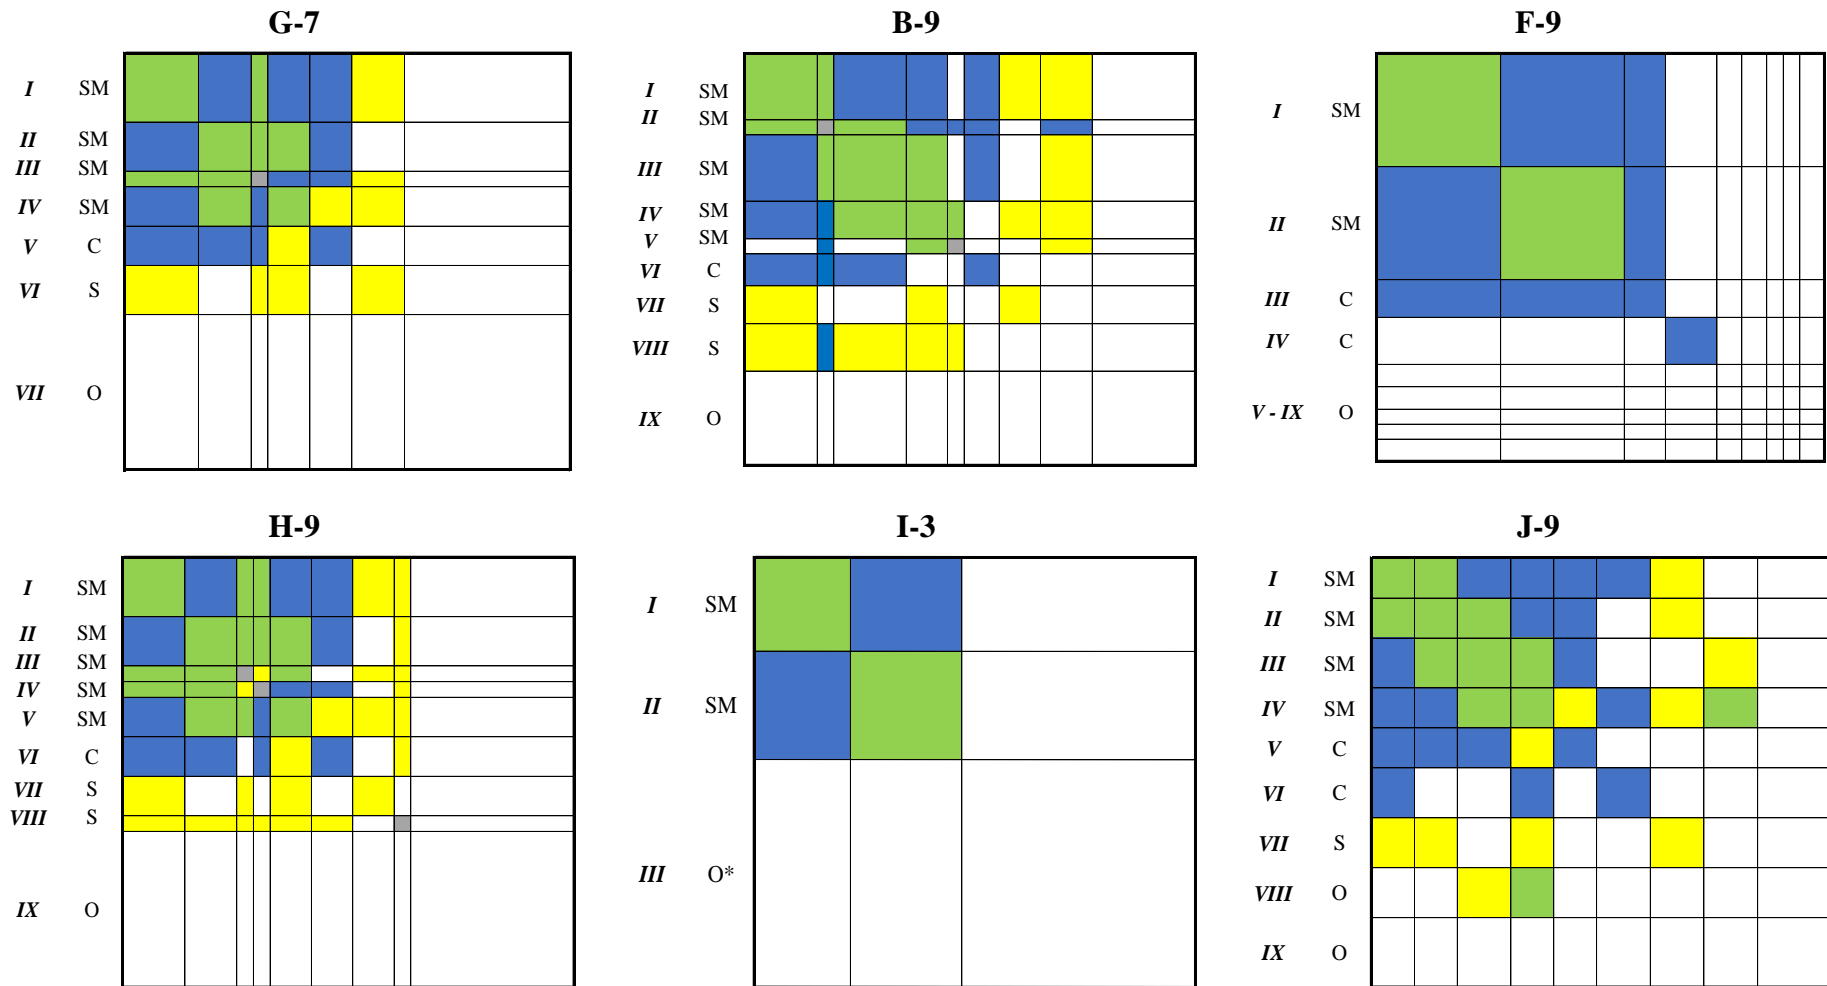 G-7
I SM
II SM
III SM
IV SM
V C
VI S
VII O
B-9
I SM
II SM
III SM
IV SM
V SM
VI C
VII S
VIII S
IX O
F-9
I SM
II SM
III C
IV C
V - IX O
H-9
I SM
II SM
III SM
IV SM
V SM
VI C
VII S
VIII S
IX O
I-3
I SM
II SM
III O*
J-9
I SM
II SM
III SM
IV SM
V C
VI C
VII S
VIII O
IX O